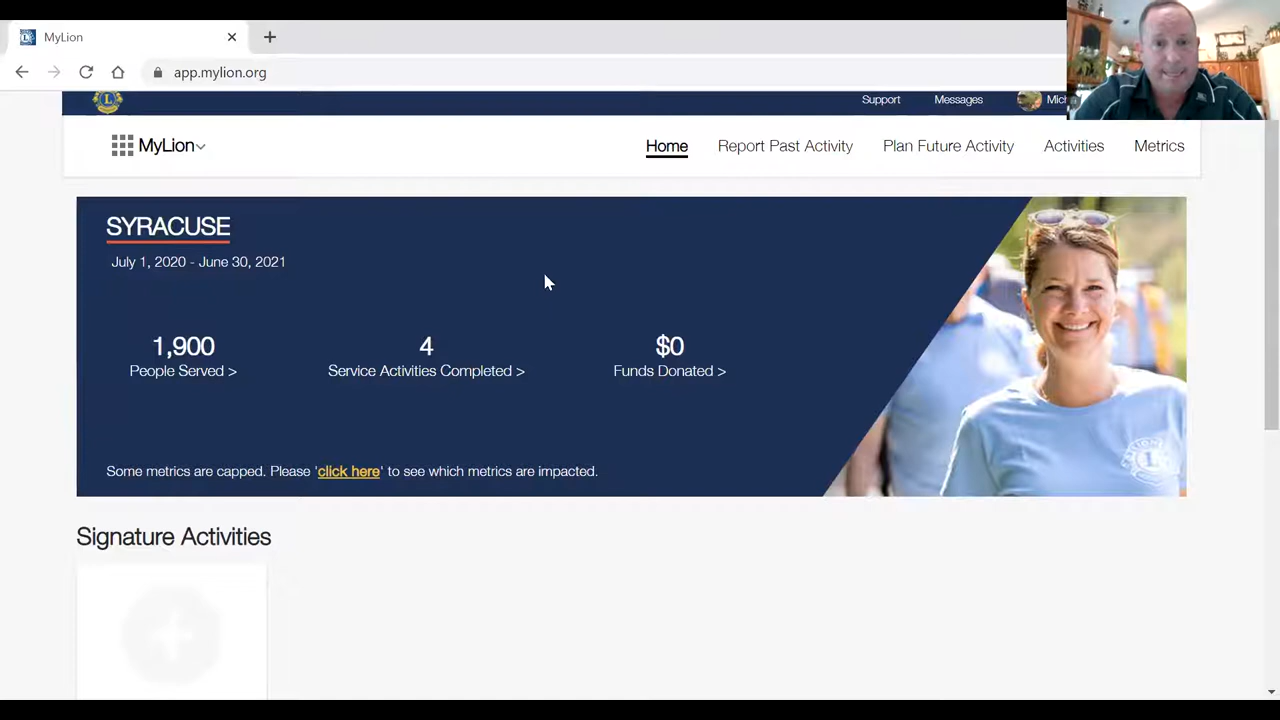 MyLion
app.mylion.org
Support Messages
MyLion Home Report Past Activity Plan Future Activity Activities Metrics
SYRACUSE
July 1, 2020 - June 30, 2021
1,900 4 $0
People Served > Service Activities Completed > Funds Donated >
Some metrics are capped. Please 'click here' to see which metrics are impacted.
Signature Activities